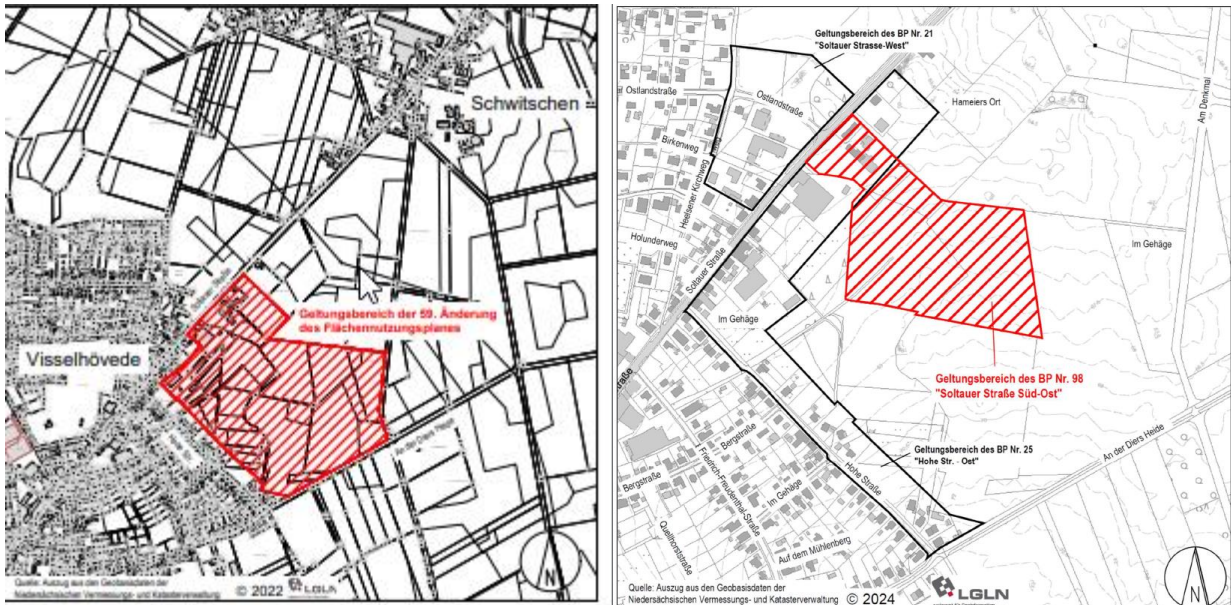 Schwitschen
Geltungsbereich der 59. Änderung
des Flächennutzungsplanes
Visselhövede
Soltauer Straße
An der Diers Heide
N
Quelle: Auszug aus den Geobasisdaten der
Niedersächsischen Vermessungs- und Katasterverwaltung © 2022 LGLN
Geltungsbereich des BP Nr. 21
"Soltauer Strasse-West"
Ostlandstraße
Ostlandstraße
Hameiers Ort
Am Denkmal
Birkenweg
Heelsener Kirchweg
Holunderweg
Im Gehäge
Soltauer Straße
Im Gehäge
Geltungsbereich des BP Nr. 98
"Soltauer Straße Süd-Ost"
Geltungsbereich des BP Nr. 25
"Hohe Str. - Ost"
An der Diers Heide
Bergstraße
Bergstraße
Hohe Straße
Friedrich-Freudenthal-Straße
Im Gehäge
Quellhorststraße
Auf dem Mühlenberg
N
Quelle: Auszug aus den Geobasisdaten der
Niedersächsischen Vermessungs- und Katasterverwaltung © 2024 LGLN